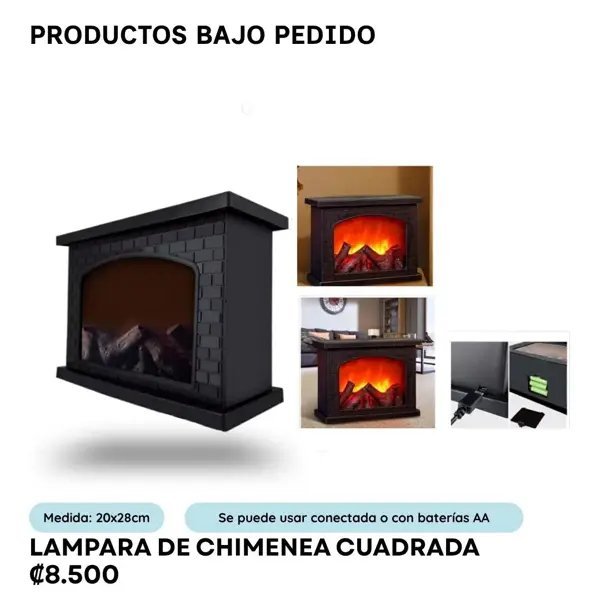 PRODUCTOS BAJO PEDIDO
Medida: 20x28cm
Se puede usar conectada o con baterías AA
LAMPARA DE CHIMENEA CUADRADA
₡8.500